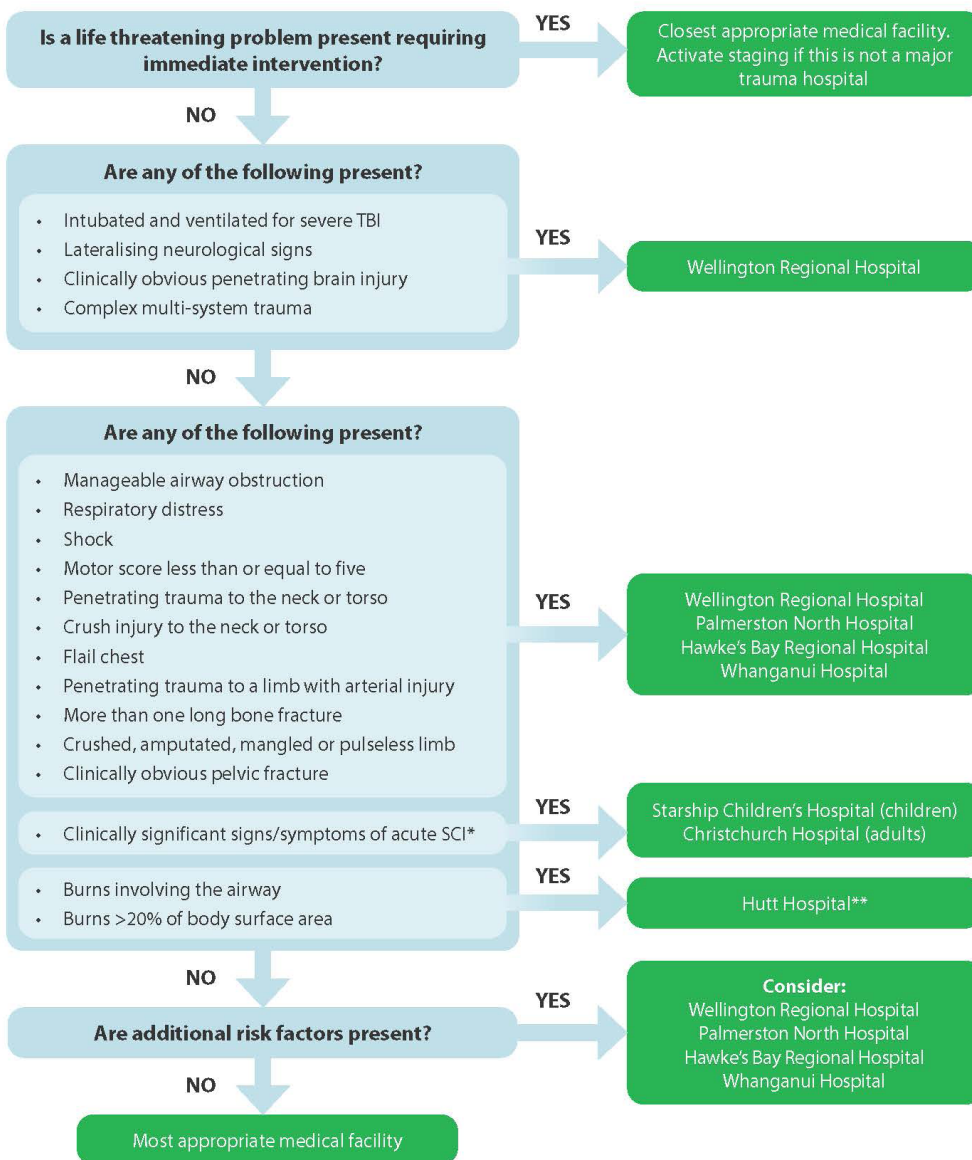 Is a life threatening problem present requiring
immediate intervention?
YES
Closest appropriate medical facility.
Activate staging if this is not a major
trauma hospital
NO
Are any of the following present?
• Intubated and ventilated for severe TBI
• Lateralising neurological signs
• Clinically obvious penetrating brain injury
• Complex multi-system trauma
YES
Wellington Regional Hospital
NO
Are any of the following present?
• Manageable airway obstruction
• Respiratory distress
• Shock
• Motor score less than or equal to five
• Penetrating trauma to the neck or torso
• Crush injury to the neck or torso
• Flail chest
• Penetrating trauma to a limb with arterial injury
• More than one long bone fracture
• Crushed, amputated, mangled or pulseless limb
• Clinically obvious pelvic fracture
YES
Wellington Regional Hospital
Palmerston North Hospital
Hawke's Bay Regional Hospital
Whanganui Hospital
• Clinically significant signs/symptoms of acute SCI*
YES
Starship Children's Hospital (children)
Christchurch Hospital (adults)
• Burns involving the airway
• Burns >20% of body surface area
YES
Hutt Hospital**
NO
Are additional risk factors present?
YES
Consider:
Wellington Regional Hospital
Palmerston North Hospital
Hawke's Bay Regional Hospital
Whanganui Hospital
NO
Most appropriate medical facility